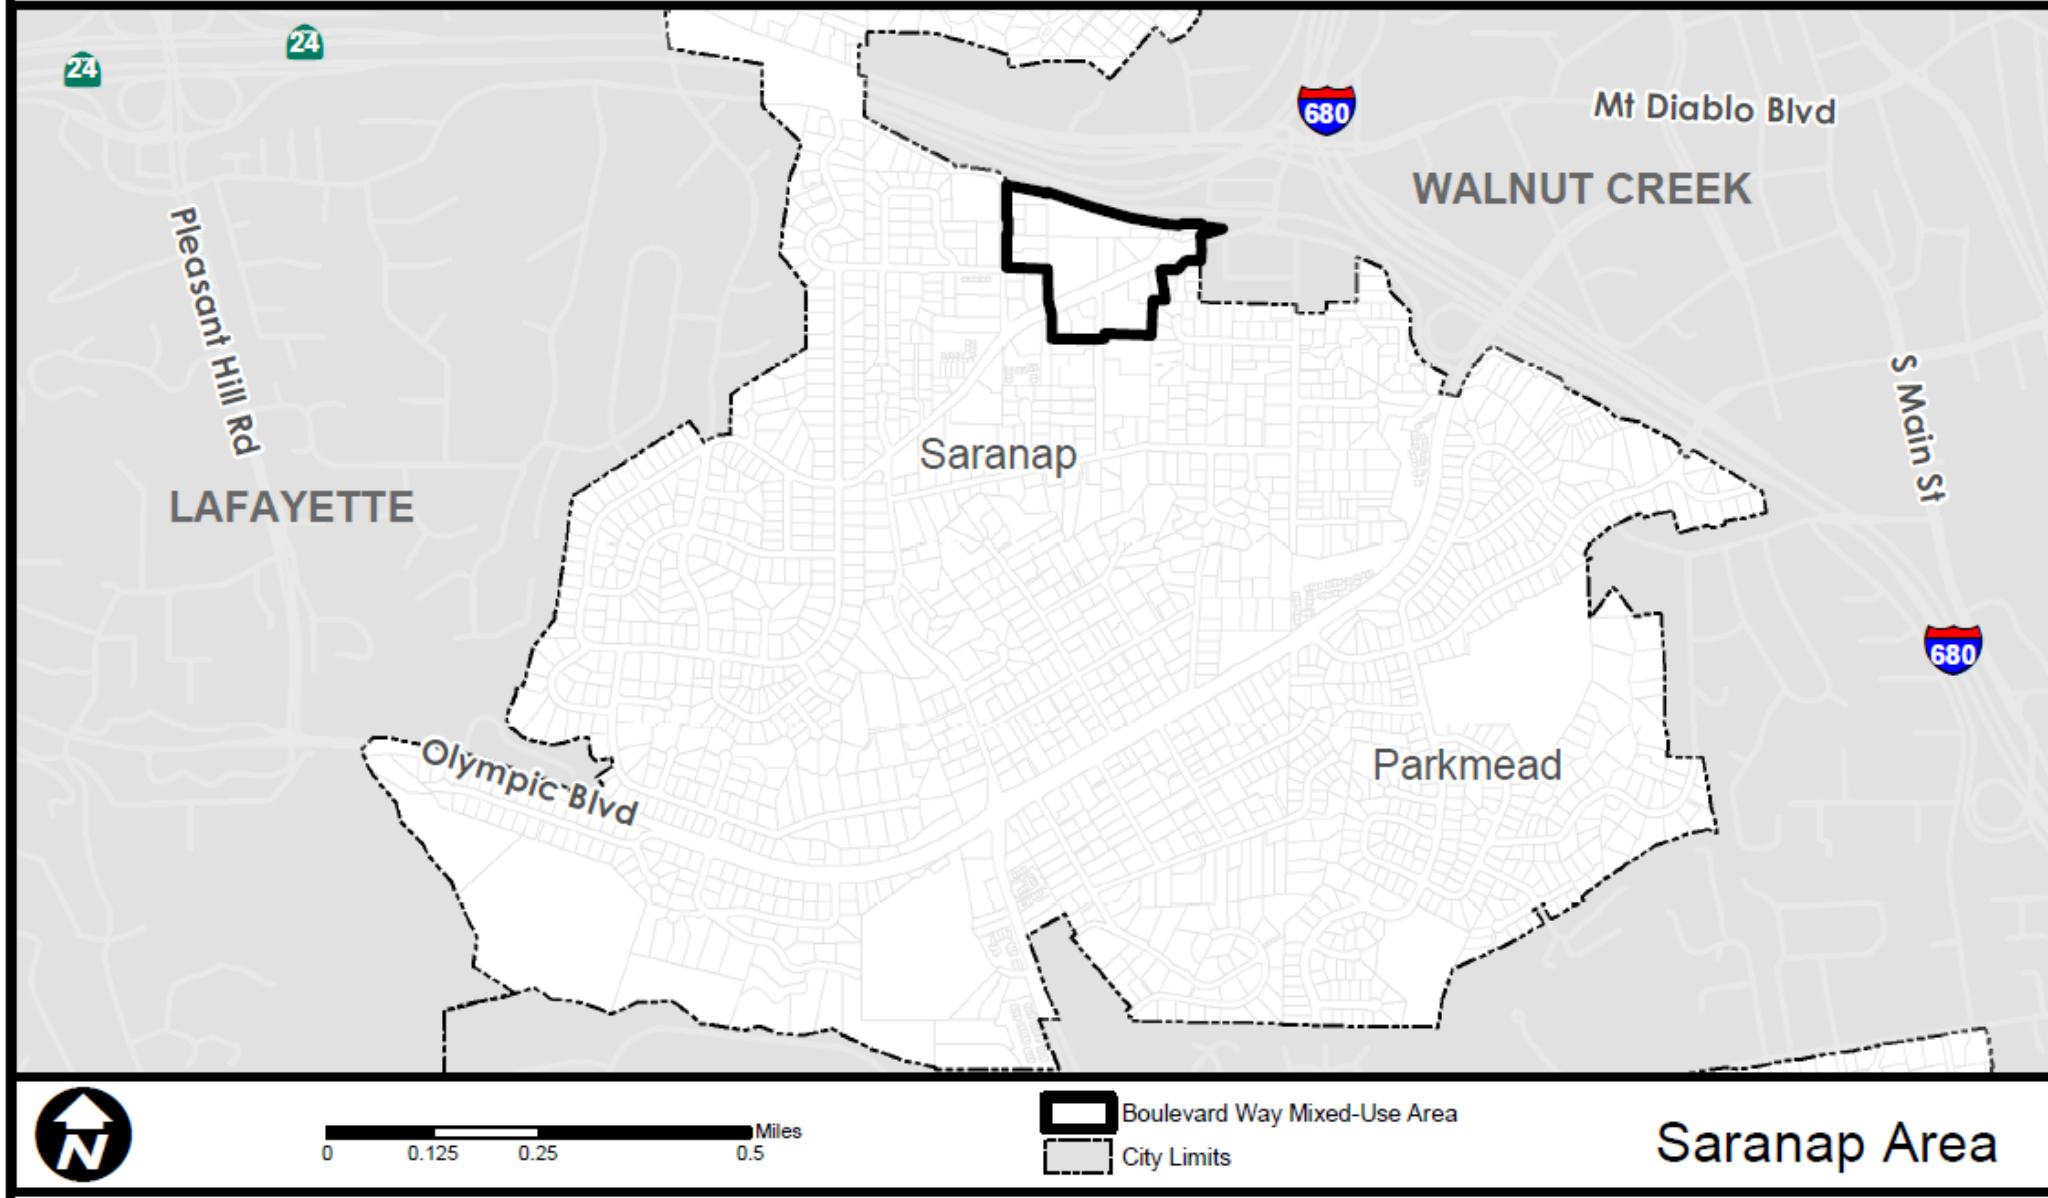 24
24
680
Mt Diablo Blvd
WALNUT CREEK
Pleasant Hill Rd
S Main St
Saranap
LAFAYETTE
680
Olympic Blvd
Parkmead
N
Miles
0 0.125 0.25 0.5
Boulevard Way Mixed-Use Area
City Limits
Saranap Area